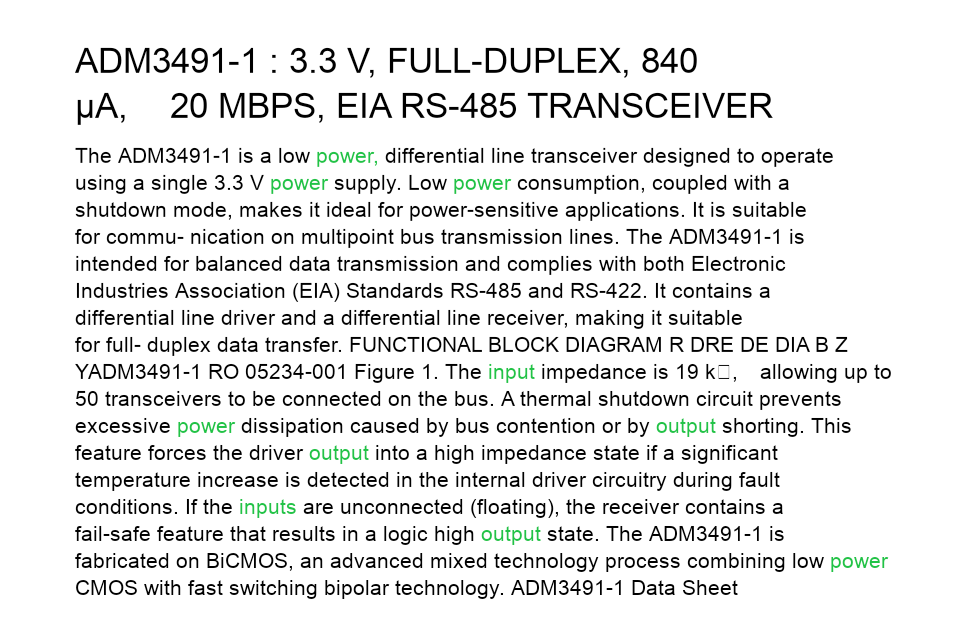 ADM3491-1 : 3.3 V, FULL-DUPLEX, 840
µA, 20 MBPS, EIA RS-485 TRANSCEIVER
The ADM3491-1 is a low power, differential line transceiver designed to operate
using a single 3.3 V power supply. Low power consumption, coupled with a
shutdown mode, makes it ideal for power-sensitive applications. It is suitable
for commu- nication on multipoint bus transmission lines. The ADM3491-1 is
intended for balanced data transmission and complies with both Electronic
Industries Association (EIA) Standards RS-485 and RS-422. It contains a
differential line driver and a differential line receiver, making it suitable
for full- duplex data transfer. FUNCTIONAL BLOCK DIAGRAM R DRE DE DIA B Z
YADM3491-1 RO 05234-001 Figure 1. The input impedance is 19 k□, allowing up to
50 transceivers to be connected on the bus. A thermal shutdown circuit prevents
excessive power dissipation caused by bus contention or by output shorting. This
feature forces the driver output into a high impedance state if a significant
temperature increase is detected in the internal driver circuitry during fault
conditions. If the inputs are unconnected (floating), the receiver contains a
fail-safe feature that results in a logic high output state. The ADM3491-1 is
fabricated on BiCMOS, an advanced mixed technology process combining low power
CMOS with fast switching bipolar technology. ADM3491-1 Data Sheet